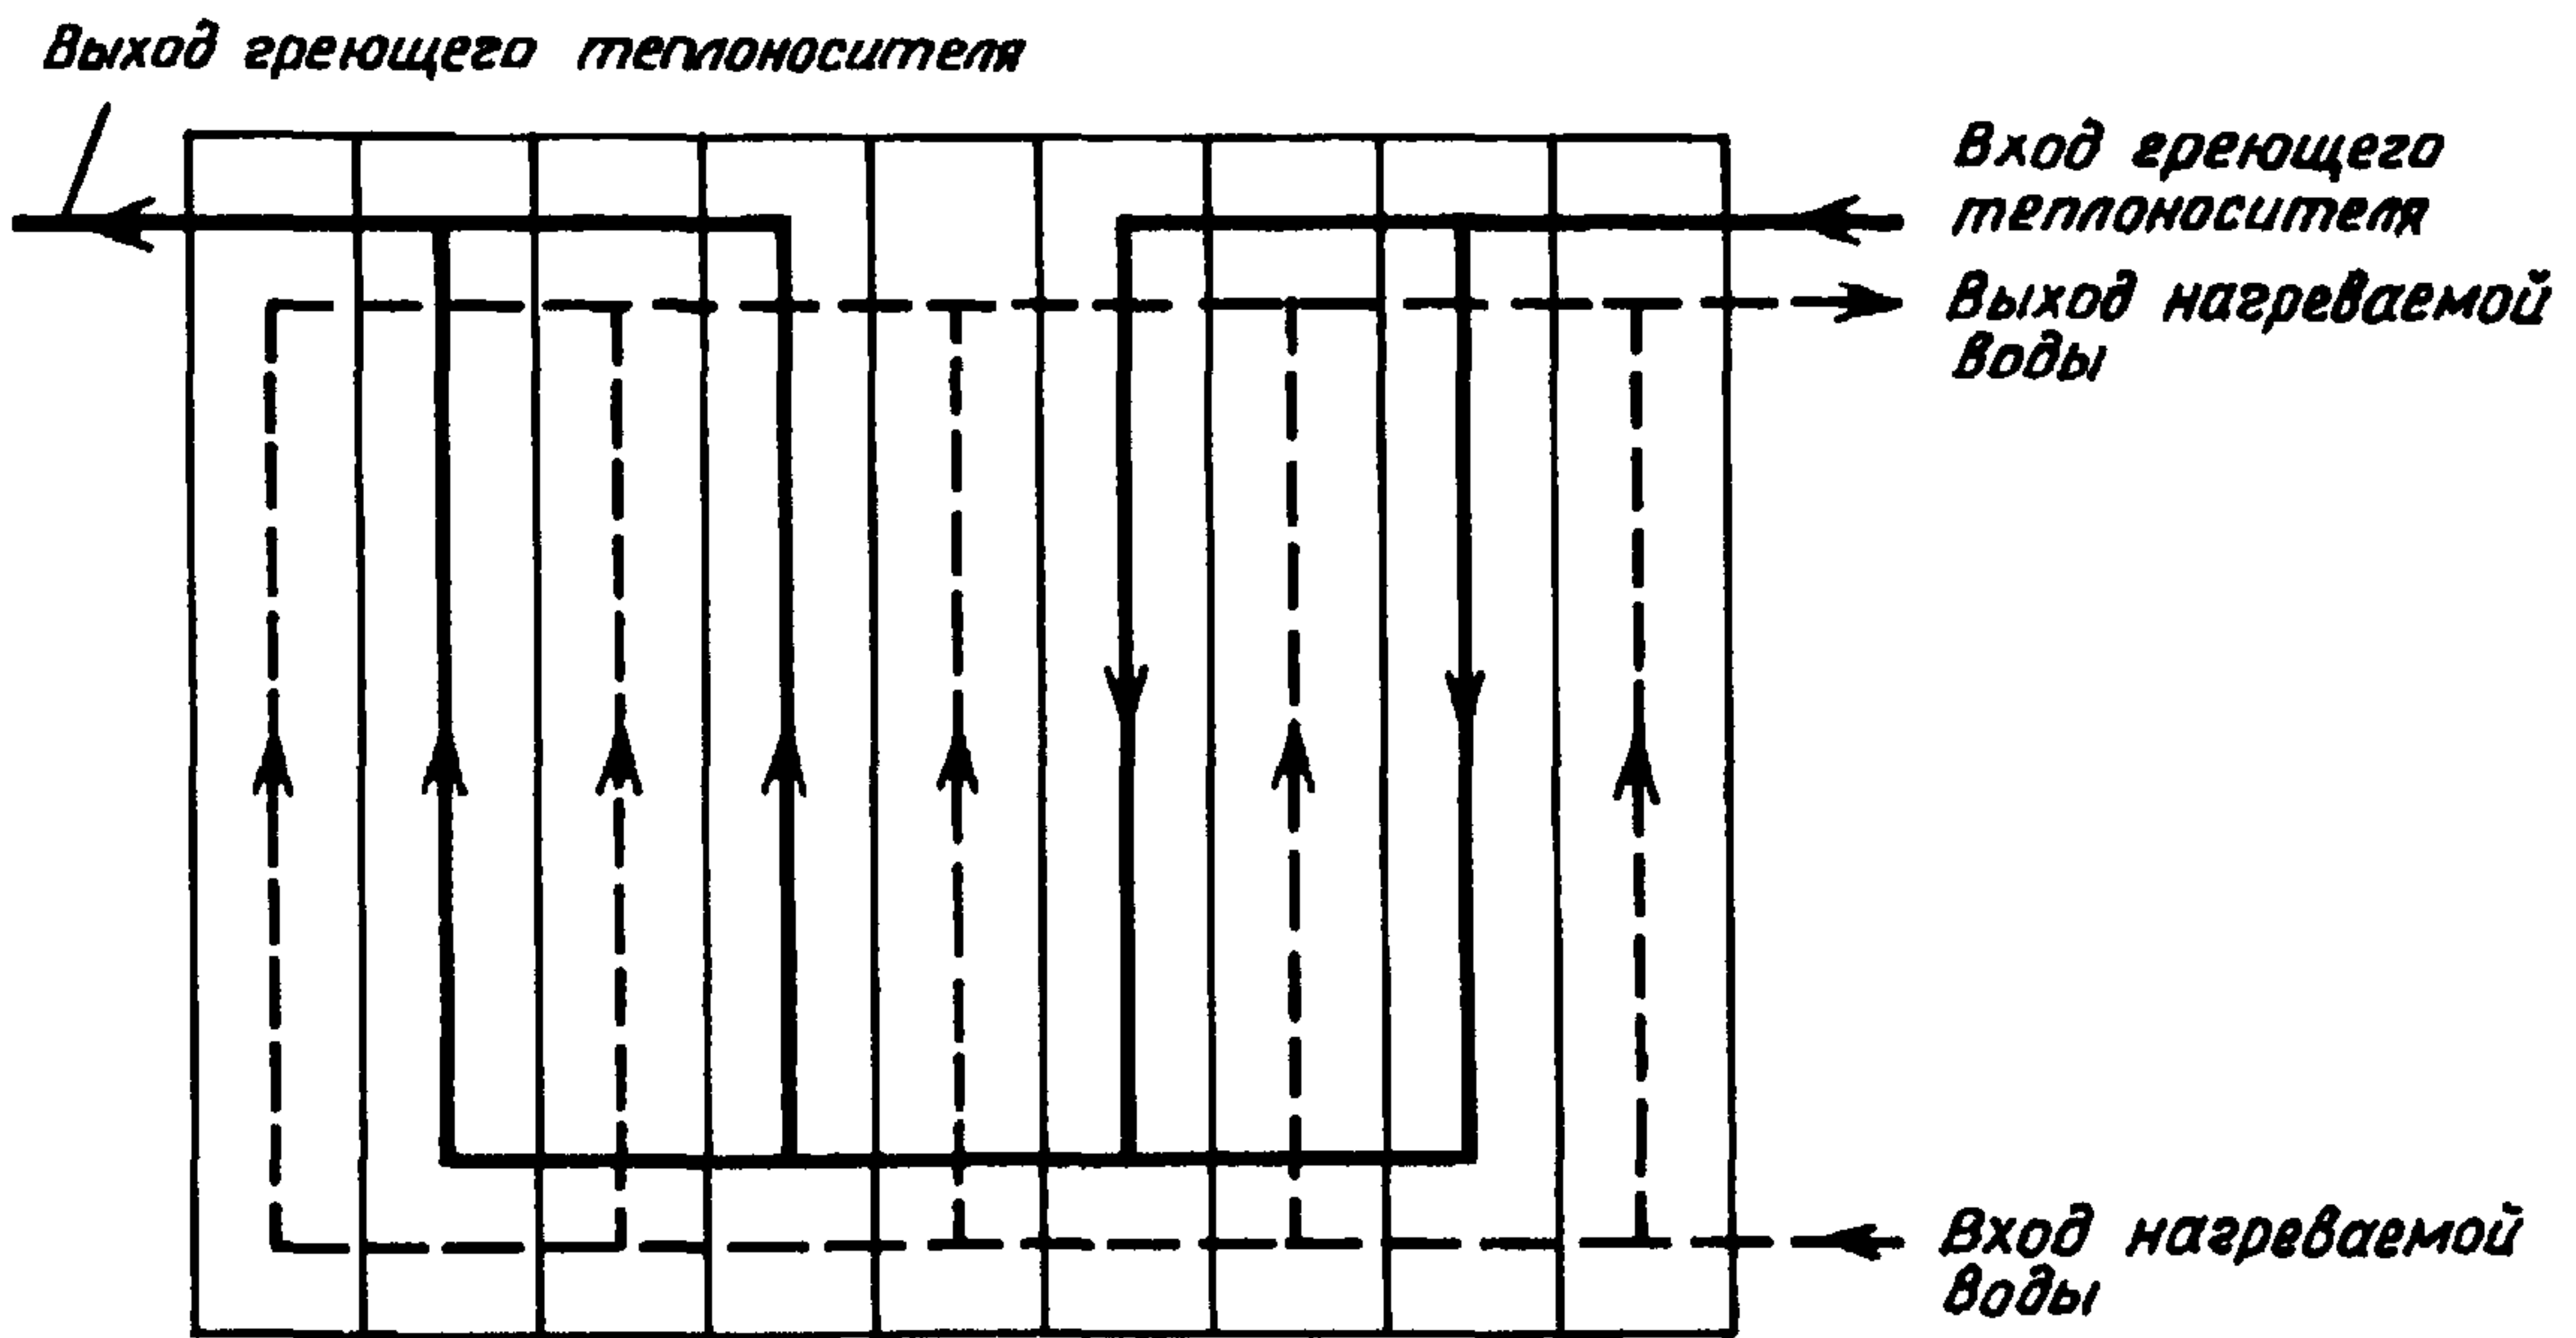 Выход греющего теплоносителя
Вход греющего
теплоносителя
Выход нагреваемой
воды
Вход нагреваемой
воды